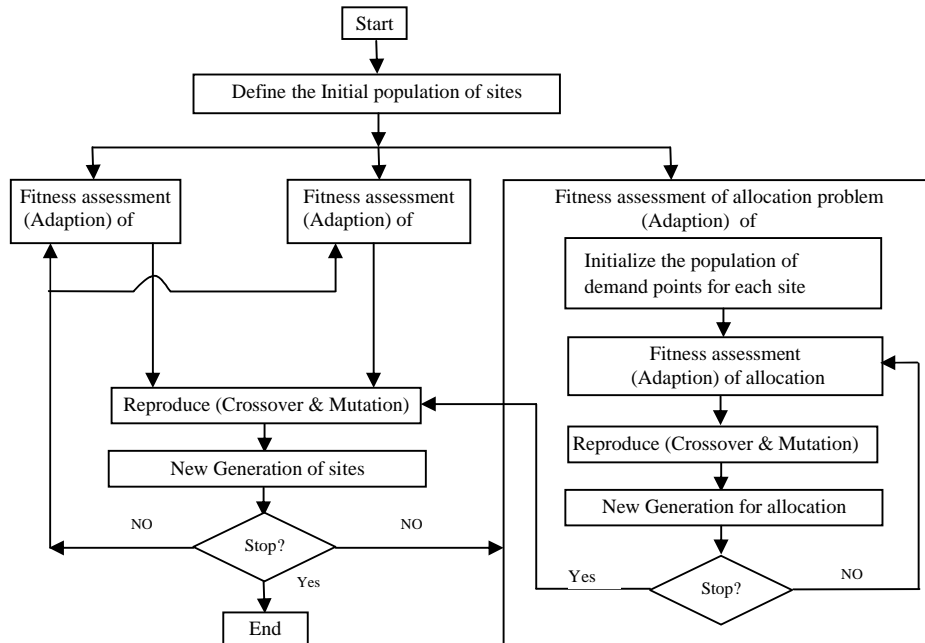 Start
Define the Initial population of sites
Fitness assessment
(Adaption) of
Fitness assessment
(Adaption) of
Fitness assessment of allocation problem
(Adaption) of
Initialize the population of
demand points for each site
Fitness assessment
(Adaption) of allocation
Reproduce (Crossover & Mutation)
New Generation for allocation
Stop?
Yes
NO
Reproduce (Crossover & Mutation)
New Generation of sites
Stop?
NO
NO
Yes
End